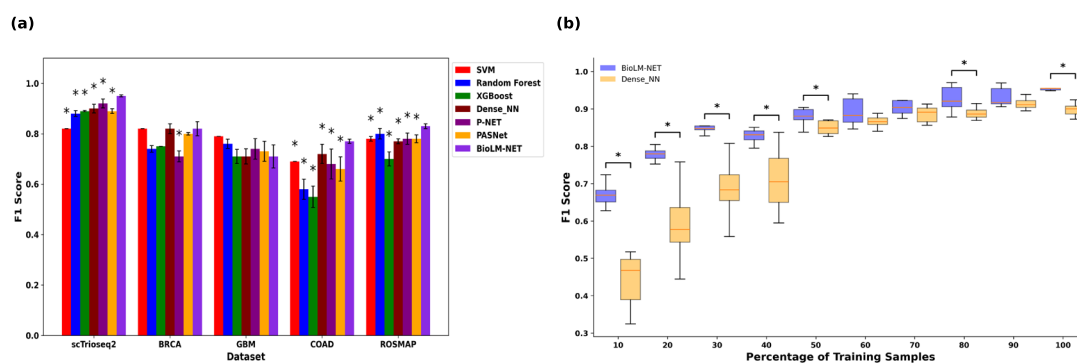 (a)
F1 Score
1.0
0.8
0.6
0.4
0.2
0.0
* * * * * *
*
* * * * * *
* * * * * *
scTrioseq2 BRCA GBM COAD ROSMAP
Dataset
SVM
Random Forest
XGBoost
Dense_NN
P-NET
PASNet
BioLM-NET
(b)
BioLM-NET
Dense_NN
F1 Score
1.0
0.9
0.8
0.7
0.6
0.5
0.4
0.3
* * * * * * *
10 20 30 40 50 60 70 80 90 100
Percentage of Training Samples